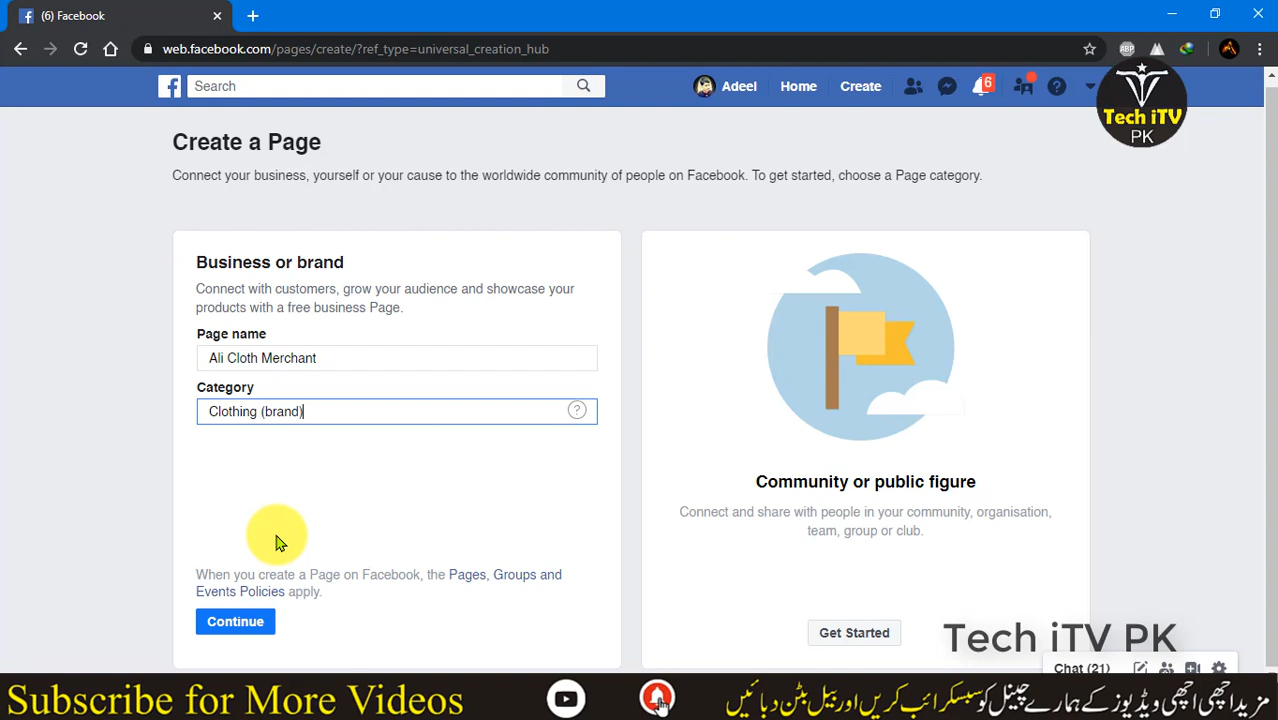 (6) Facebook
web.facebook.com/pages/create/?ref_type=universal_creation_hub
ABP
Search
Adeel
Home
Create
6
Tech iTV
PK
Create a Page
Connect your business, yourself or your cause to the worldwide community of people on Facebook. To get started, choose a Page category.
Business or brand
Connect with customers, grow your audience and showcase your
products with a free business Page.
Page name
Ali Cloth Merchant
Category
Clothing (brand)
When you create a Page on Facebook, the Pages, Groups and
Events Policies apply.
Continue
Community or public figure
Connect and share with people in your community, organisation,
team, group or club.
Get Started
Tech iTV PK
Chat (21)
Subscribe for More Videos
مزید اچھی اچھی ویڈیوز کے لئے ہمارے چینل کو سبسکرائب کریں اور بیل بٹن دبائیں